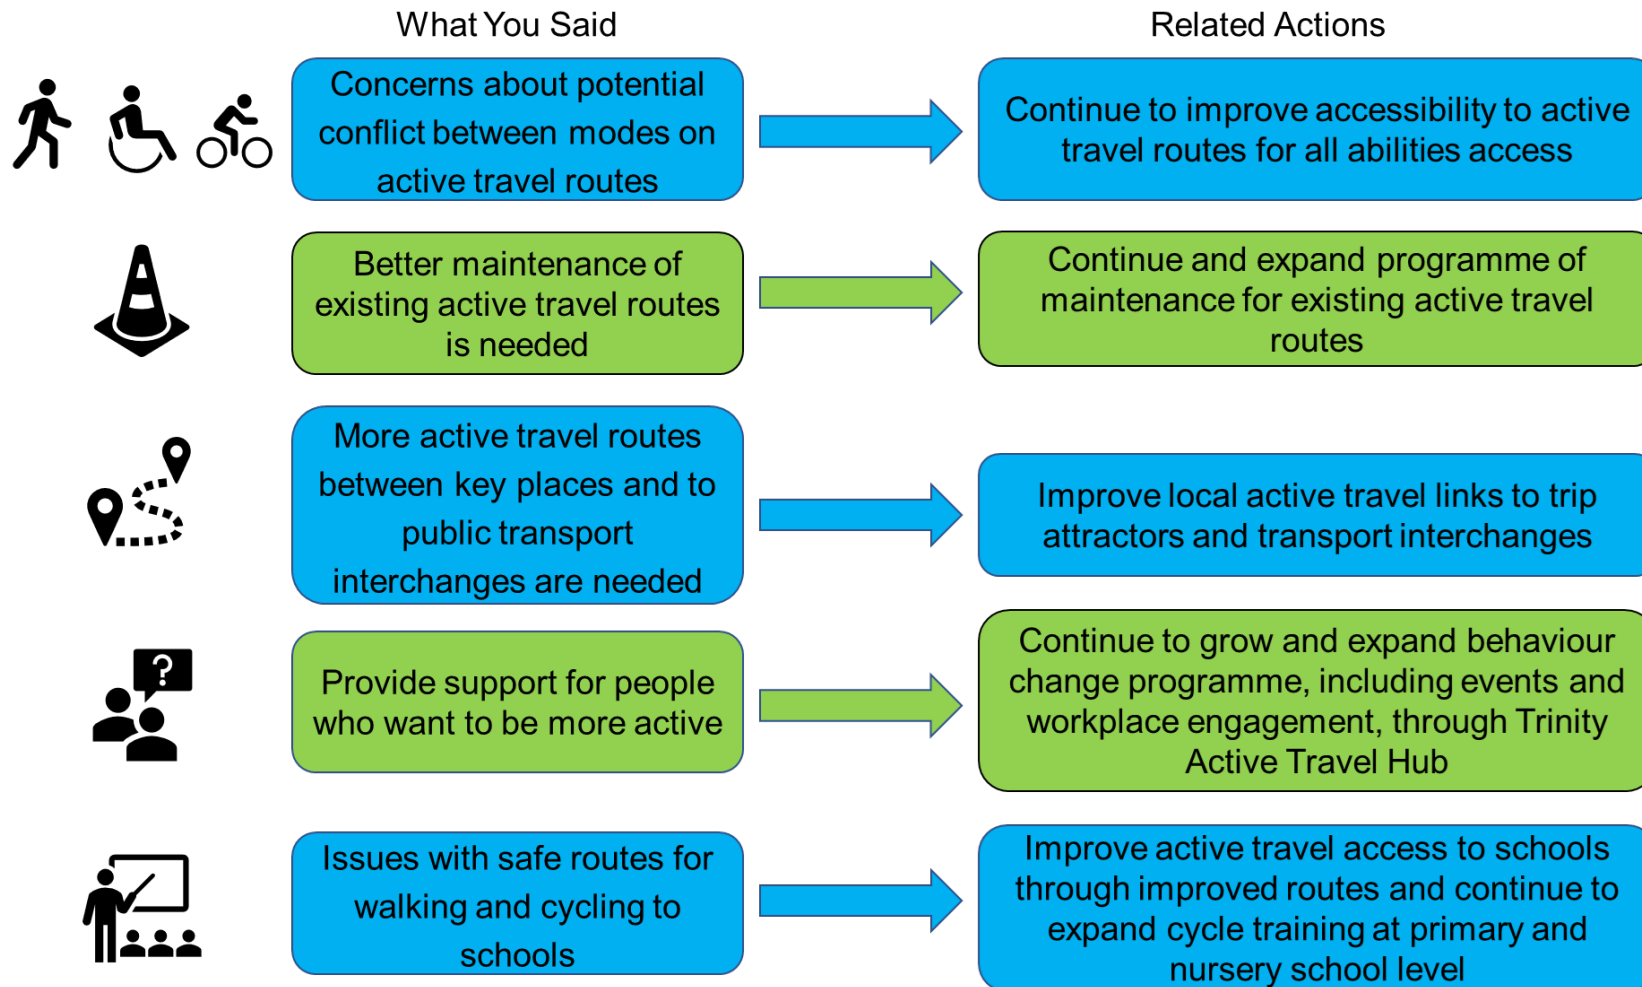 What You Said
Related Actions
Concerns about potential
conflict between modes on
active travel routes
Continue to improve accessibility to active
travel routes for all abilities access
Better maintenance of
existing active travel routes
is needed
Continue and expand programme of
maintenance for existing active travel
routes
More active travel routes
between key places and to
public transport
interchanges are needed
Improve local active travel links to trip
attractors and transport interchanges
?
Provide support for people
who want to be more active
Continue to grow and expand behaviour
change programme, including events and
workplace engagement, through Trinity
Active Travel Hub
Issues with safe routes for
walking and cycling to
schools
Improve active travel access to schools
through improved routes and continue to
expand cycle training at primary and
nursery school level